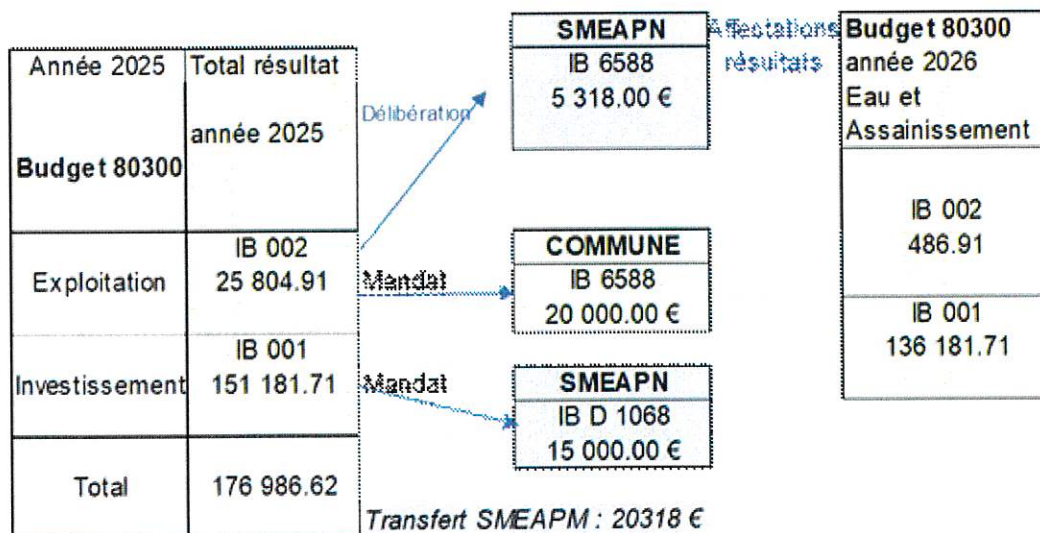 Année 2025
Total résultat
année 2025
Budget 80300
Exploitation
IB 002
25 804.91
Investissement
IB 001
151 181.71
Total
176 986.62
Délibération
Mandat
Mandat
SMEAPN
IB 6588
5 318.00 €
COMMUNE
IB 6588
20 000.00 €
SMEAPN
IB D 1068
15 000.00 €
Transfert SMEAPM : 20318 €
Affectations
résultats
Budget 80300
année 2026
Eau et
Assainissement
IB 002
486.91
IB 001
136 181.71